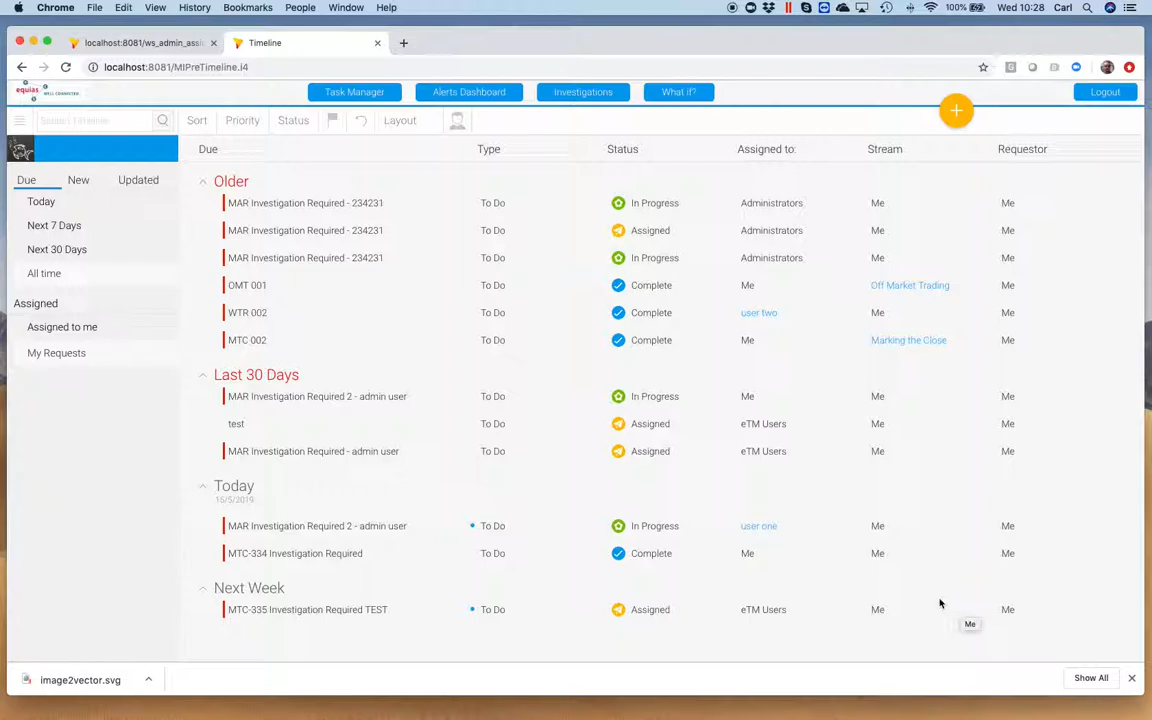 Chrome File Edit View History Bookmarks People Window Help 100% Wed 10:28 Carl
localhost:8081/ws_admin_assi Timeline
localhost:8081/MIPreTimeline.i4
equias WELL CONNECTED Task Manager Alerts Dashboard Investigations What if? Logout
Search Timelines Sort Priority Status Layout
Due Type Status Assigned to: Stream Requestor
Due New Updated
Today
Next 7 Days
Next 30 Days
All time
Assigned
Assigned to me
My Requests
Older
MAR Investigation Required - 234231 To Do In Progress Administrators Me Me
MAR Investigation Required - 234231 To Do Assigned Administrators Me Me
MAR Investigation Required - 234231 To Do In Progress Administrators Me Me
OMT 001 To Do Complete Me Off Market Trading Me
WTR 002 To Do Complete user two Me Me
MTC 002 To Do Complete Me Marking the Close Me
Last 30 Days
MAR Investigation Required 2 - admin user To Do In Progress Me Me Me
test To Do Assigned eTM Users Me Me
MAR Investigation Required - admin user To Do Assigned eTM Users Me Me
Today
15/5/2019
MAR Investigation Required 2 - admin user To Do In Progress user one Me Me
MTC-334 Investigation Required To Do Complete Me Me Me
Next Week
MTC-335 Investigation Required TEST To Do Assigned eTM Users Me Me
Me
image2vector.svg Show All